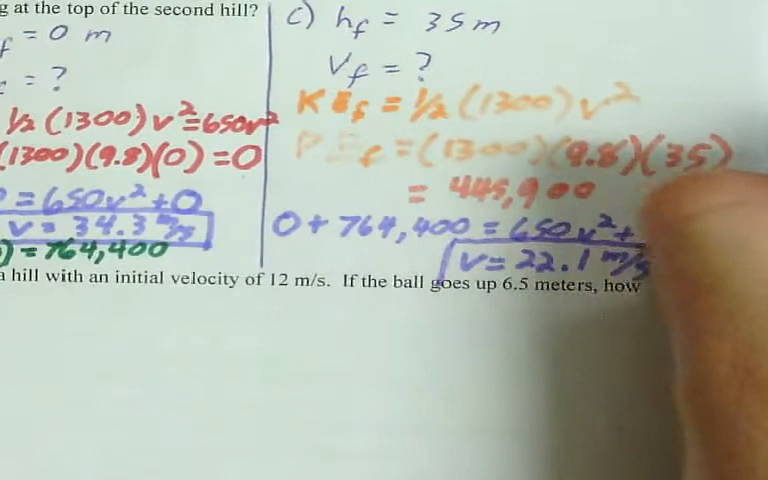 g at the top of the second hill?
f = 0 m
= ?
1/2 (1300) v²=650v²
(1300)(9.8)(0) =0
= 650v²+0
v= 34.3 m/s
) = 764,400
c) hf = 35m
Vf = ?
KEf = 1/2 (1300) v²
PEf = (1300)(9.8)(35)
= 445,900
0+ 764,400 = 650v²+
v= 22.1 m/s
a hill with an initial velocity of 12 m/s. If the ball goes up 6.5 meters, how